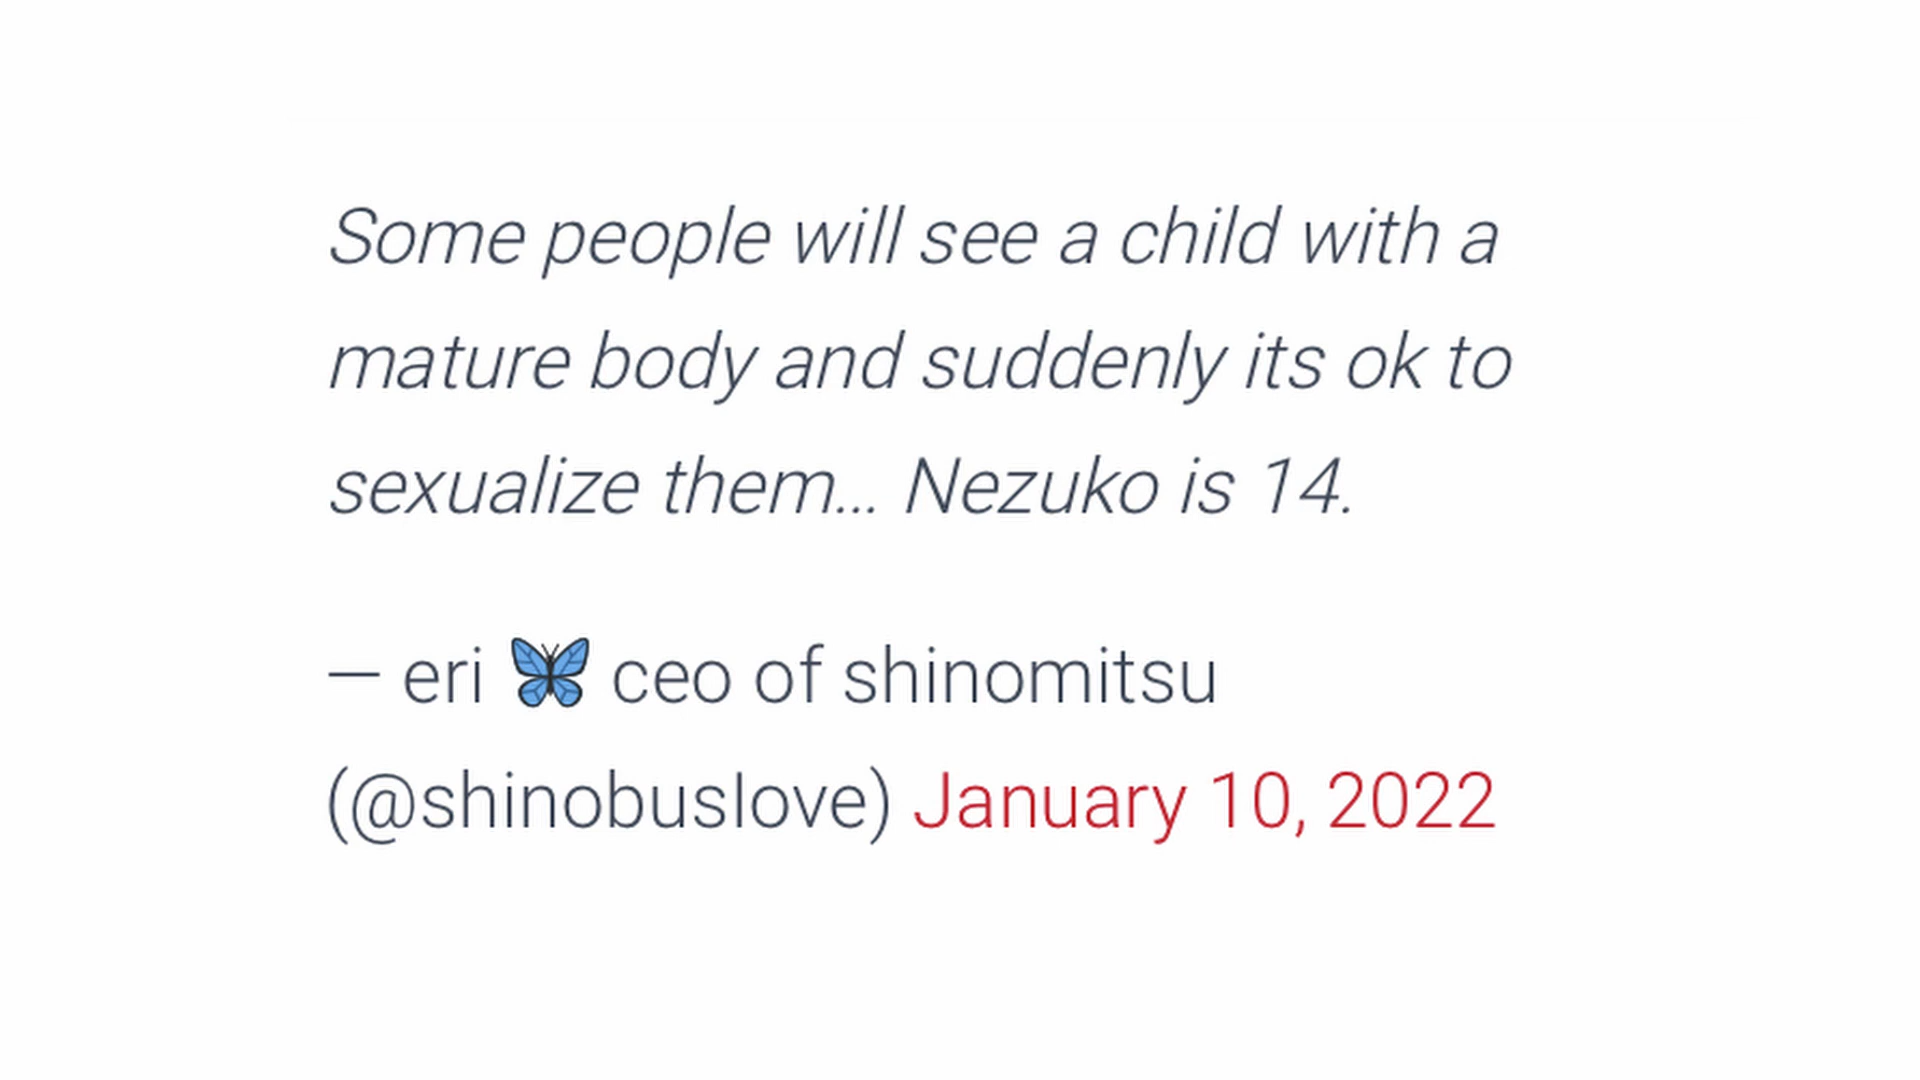 Some people will see a child with a
mature body and suddenly its ok to
sexualize them… Nezuko is 14.
— eri 🦋 ceo of shinomitsu
(@shinobuslove) January 10, 2022